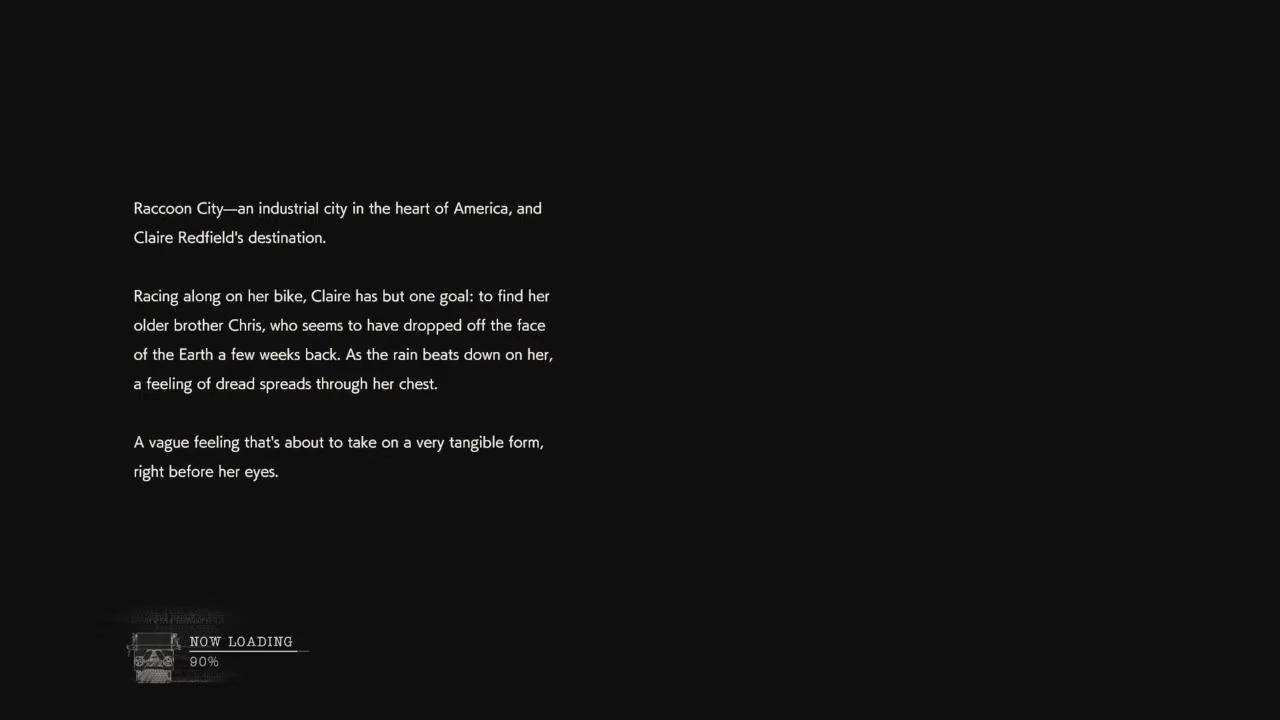 Raccoon City—an industrial city in the heart of America, and
Claire Redfield's destination.
Racing along on her bike, Claire has but one goal: to find her
older brother Chris, who seems to have dropped off the face
of the Earth a few weeks back. As the rain beats down on her,
a feeling of dread spreads through her chest.
A vague feeling that's about to take on a very tangible form,
right before her eyes.
NOW LOADING
90%